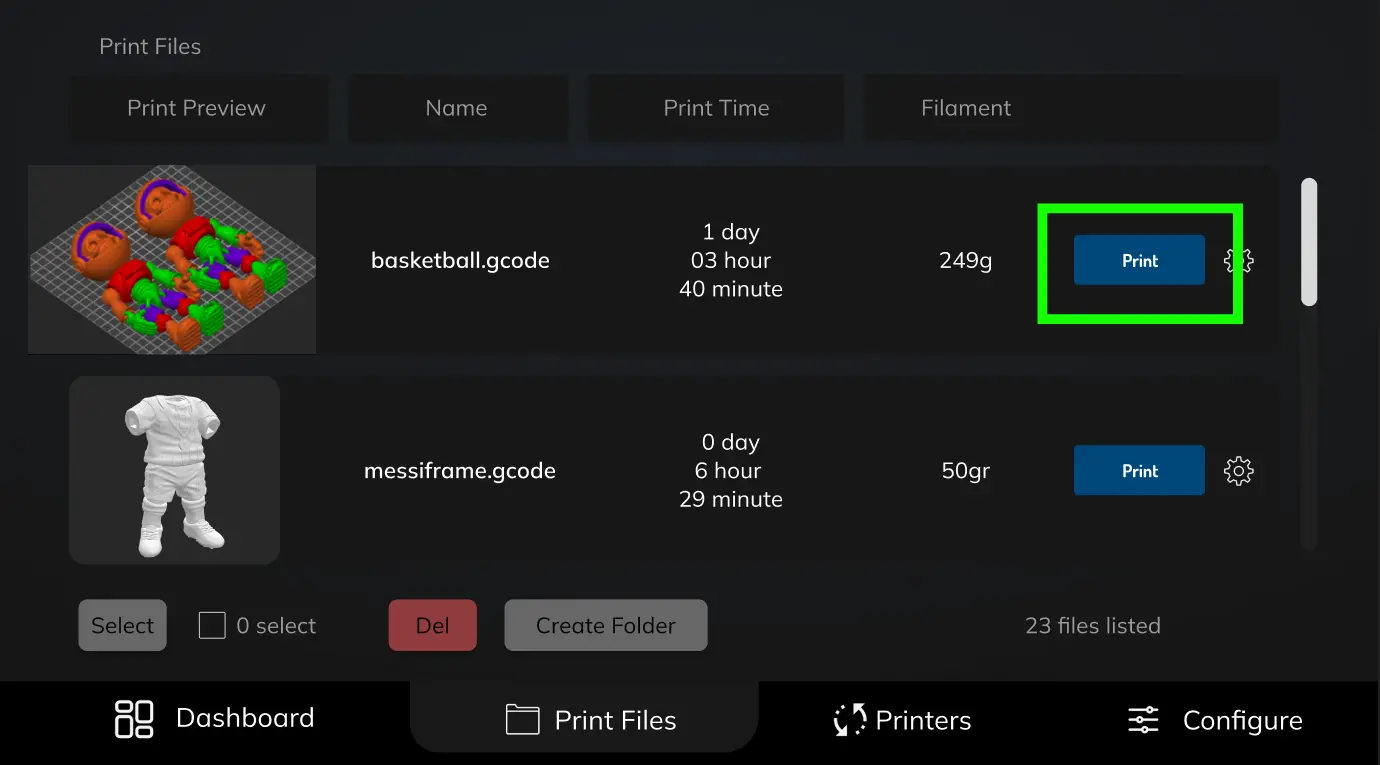 Print Files
Print Preview
Name
Print Time
Filament
basketball.gcode
1 day
03 hour
40 minute
249g
Print
messiframe.gcode
0 day
6 hour
29 minute
50gr
Print
Select
0 select
Del
Create Folder
23 files listed
Dashboard
Print Files
Printers
Configure